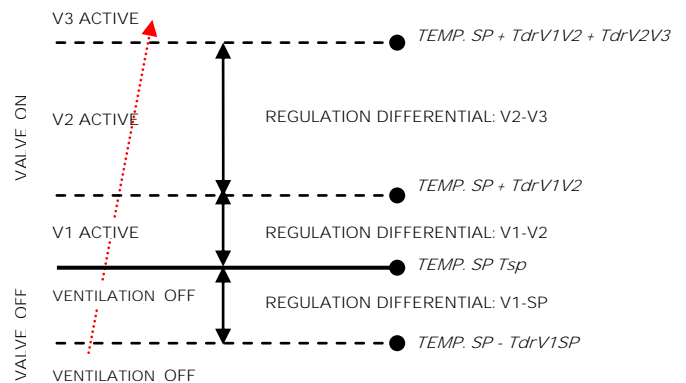 V3 ACTIVE
TEMP. SP + TdrV1V2 + TdrV2V3
VALVE ON
V2 ACTIVE
REGULATION DIFFERENTIAL: V2-V3
TEMP. SP + TdrV1V2
V1 ACTIVE
REGULATION DIFFERENTIAL: V1-V2
TEMP. SP Tsp
VALVE OFF
VENTILATION OFF
REGULATION DIFFERENTIAL: V1-SP
TEMP. SP - TdrV1SP
VENTILATION OFF